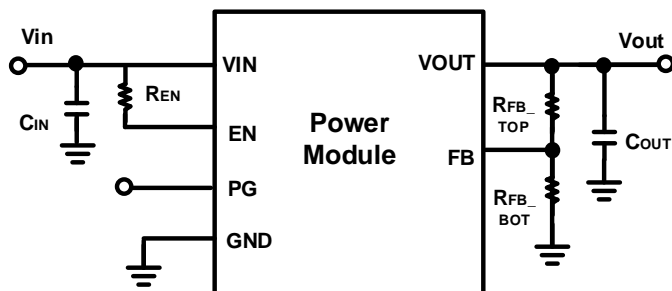 Vin
Vout
VIN
VOUT
REN
RFB_
TOP
CIN
EN
Power
Module
FB
COUT
PG
RFB_
BOT
GND